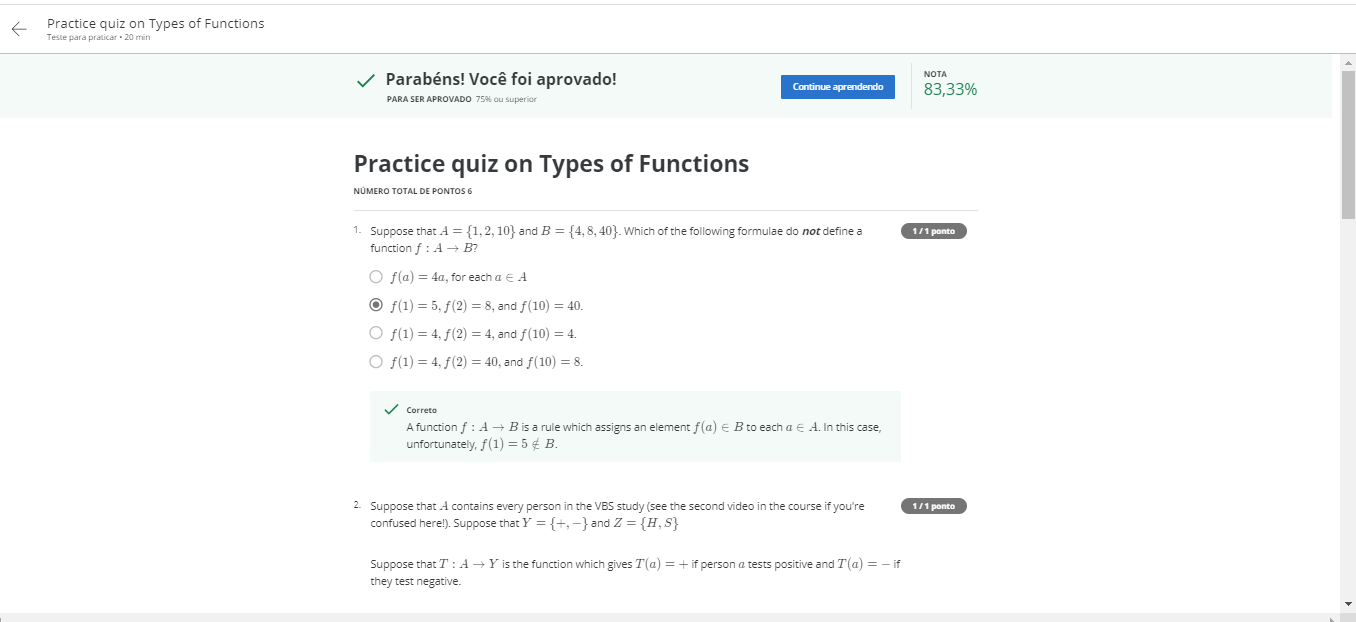 Practice quiz on Types of Functions
Teste para praticar • 20 min
Parabéns! Você foi aprovado!
PARA SER APROVADO 75% ou superior
Continue aprendendo
NOTA
83,33%
Practice quiz on Types of Functions
NÚMERO TOTAL DE PONTOS 6
1. Suppose that A = {1, 2, 10} and B = {4, 8, 40}. Which of the following formulae do not define a
function f : A → B?
1 / 1 ponto
f(a) = 4a, for each a ∈ A
f(1) = 5, f(2) = 8, and f(10) = 40.
f(1) = 4, f(2) = 4, and f(10) = 4.
f(1) = 4, f(2) = 40, and f(10) = 8.
Correto
A function f : A → B is a rule which assigns an element f(a) ∈ B to each a ∈ A. In this case,
unfortunately, f(1) = 5 ∉ B.
2. Suppose that A contains every person in the VBS study (see the second video in the course if you're
confused here!). Suppose that Y = {+, −} and Z = {H, S}
1 / 1 ponto
Suppose that T : A → Y is the function which gives T(a) = + if person a tests positive and T(a) = − if
they test negative.